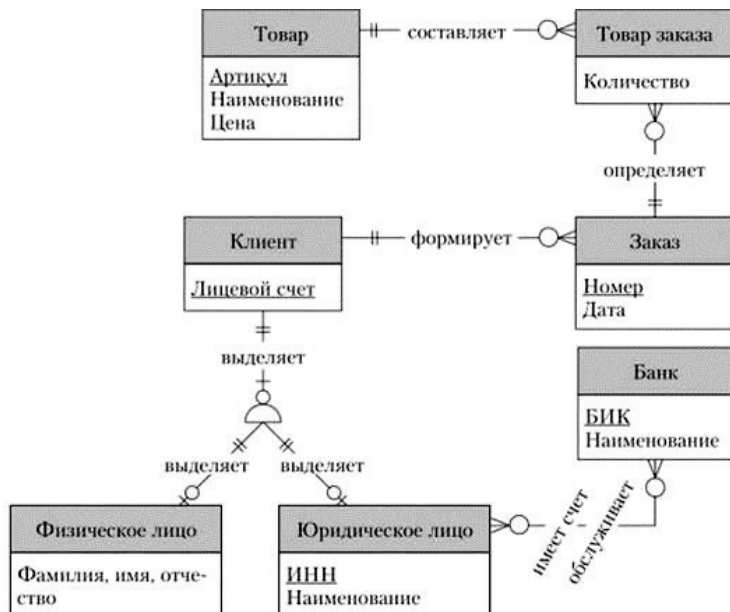 Товар
составляет
Товар заказа
Артикул
Наименование
Цена
Количество
определяет
Клиент
формирует
Заказ
Лицевой счет
Номер
Дата
выделяет
Банк
БИК
Наименование
выделяет
выделяет
имеет счет
обслуживает
Физическое лицо
Юридическое лицо
Фамилия, имя, отче-
ство
ИНН
Наименование